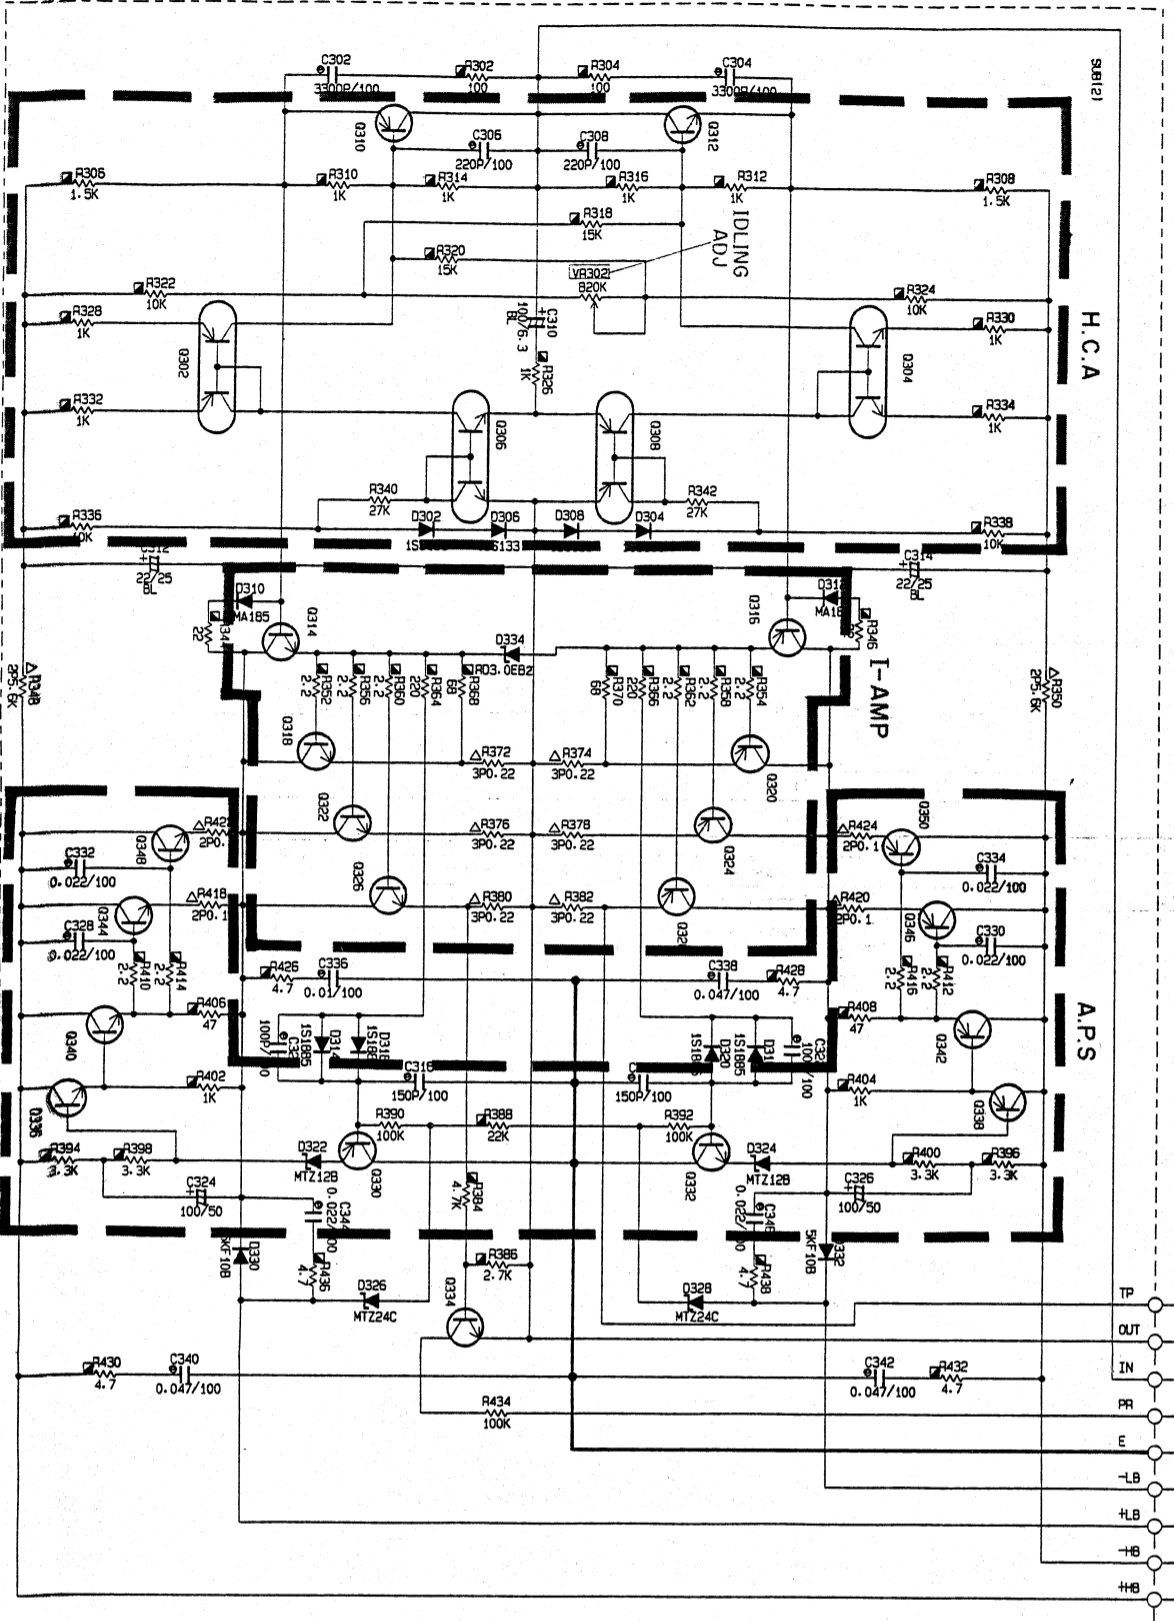 SUB(2)
C302
3300P/100
R302
100
R304
100
C304
3300P/100
Q310
Q312
C306
220P/100
C308
220P/100
R306
1.5K
R310
1K
R314
1K
R316
1K
R312
1K
R308
1.5K
R318
15K
R320
15K
IDLING
ADJ
VR302
B20K
R322
10K
R324
10K
R328
1K
C310
100/6.3
BL
R330
1K
H.C.A
Q302
Q304
R326
1K
R332
1K
R334
1K
Q306
Q308
R340
27K
R342
27K
R336
D302
D306
D308
D304
R338
10K
22/25
BL
C314
22/25
BL
D310
MA185
Q314
Q316
R346
22
D334
RD3.0EB2
I-AMP
R348
2P5.6K
R352
2.2
R356
2.2
R360
2.2
R364
220
R368
68
R370
68
R366
220
R362
2.2
R358
2.2
R354
2.2
R350
2P5.6K
Q318
R372
3P0.22
R374
3P0.22
Q320
Q322
R376
3P0.22
R378
3P0.22
Q324
Q326
R380
3P0.22
R382
3P0.22
Q348
Q350
R424
2P0.1
C332
0.022/100
C334
0.022/100
R418
2P0.1
R420
2P0.1
Q344
Q346
C328
0.022/100
C330
0.022/100
R410
2.2
R414
2.2
R416
2.2
R412
2.2
R426
4.7
C336
0.01/100
C338
0.047/100
R428
4.7
R406
47
R408
47
A.P.S
Q340
Q342
1S1885
D320
1S1885
150P/100
150P/100
R402
1K
R404
1K
Q336
Q338
R390
100K
R388
22K
R392
100K
R394
3.3K
R398
3.3K
D322
MTZ12B
Q330
Q332
D324
MTZ12B
R400
3.3K
R396
3.3K
C324
100/50
R384
4.7K
C326
100/50
D330
5KF10B
R436
4.7
R386
2.7K
R438
4.7
5KF10B
D326
MTZ24C
Q334
D328
MTZ24C
TP
OUT
R430
4.7
C340
0.047/100
C342
0.047/100
R432
4.7
IN
R434
100K
PR
E
-LB
+LB
-HB
+HB